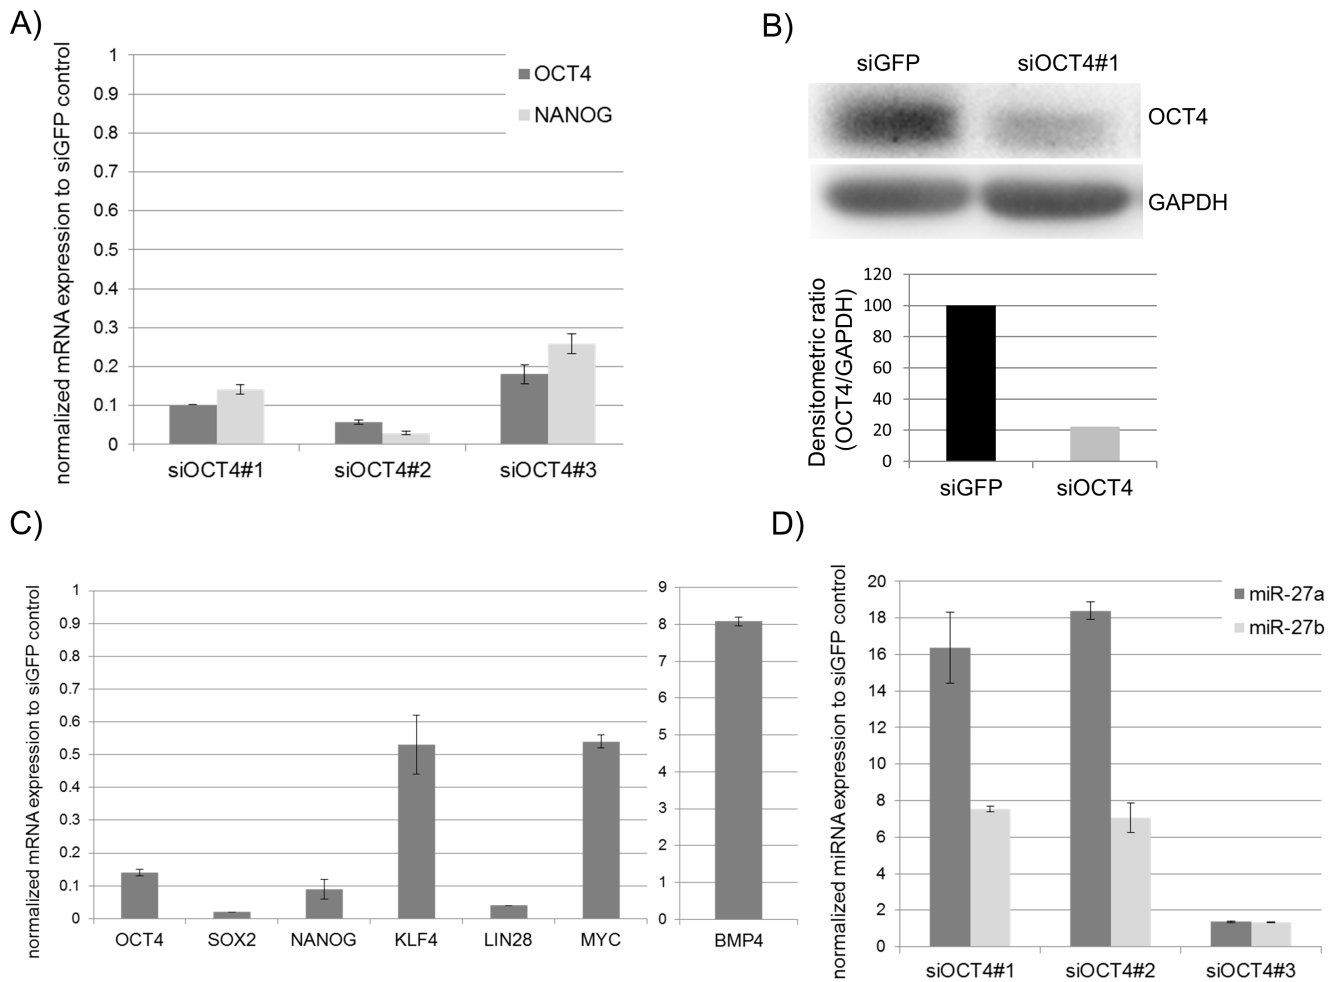 A)
normalized mRNA expression to siGFP control
1
0.9
0.8
0.7
0.6
0.5
0.4
0.3
0.2
0.1
0
OCT4
NANOG
siOCT4#1 siOCT4#2 siOCT4#3
B)
siGFP siOCT4#1
OCT4
GAPDH
Densitometric ratio
(OCT4/GAPDH)
120
100
80
60
40
20
0
siGFP siOCT4
C)
normalized mRNA expression to siGFP control
1
0.9
0.8
0.7
0.6
0.5
0.4
0.3
0.2
0.1
0
OCT4 SOX2 NANOG KLF4 LIN28 MYC
9
8
7
6
5
4
3
2
1
0
BMP4
D)
normalized miRNA expression to siGFP control
20
18
16
14
12
10
8
6
4
2
0
miR-27a
miR-27b
siOCT4#1 siOCT4#2 siOCT4#3